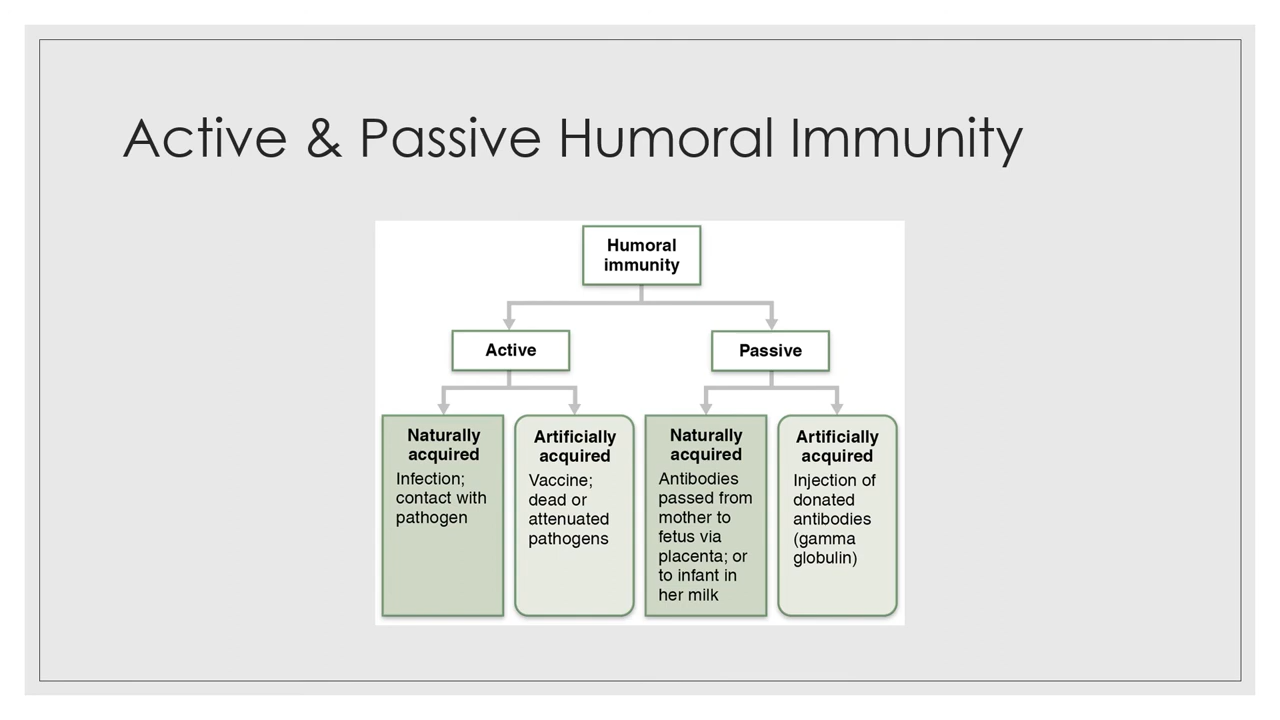 Active & Passive Humoral Immunity
Humoral
immunity
Active
Passive
Naturally
acquired
Infection;
contact with
pathogen
Artificially
acquired
Vaccine;
dead or
attenuated
pathogens
Naturally
acquired
Antibodies
passed from
mother to
fetus via
placenta; or
to infant in
her milk
Artificially
acquired
Injection of
donated
antibodies
(gamma
globulin)